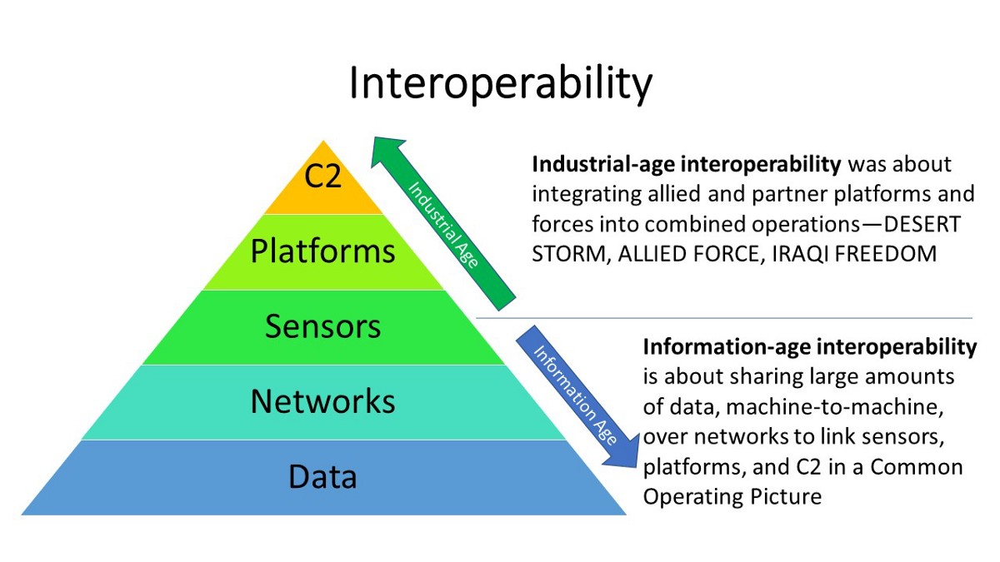 Interoperability
C2
Platforms
Sensors
Networks
Data
Industrial Age
Information Age
Industrial-age interoperability was about
integrating allied and partner platforms and
forces into combined operations—DESERT
STORM, ALLIED FORCE, IRAQI FREEDOM
Information-age interoperability
is about sharing large amounts
of data, machine-to-machine,
over networks to link sensors,
platforms, and C2 in a Common
Operating Picture